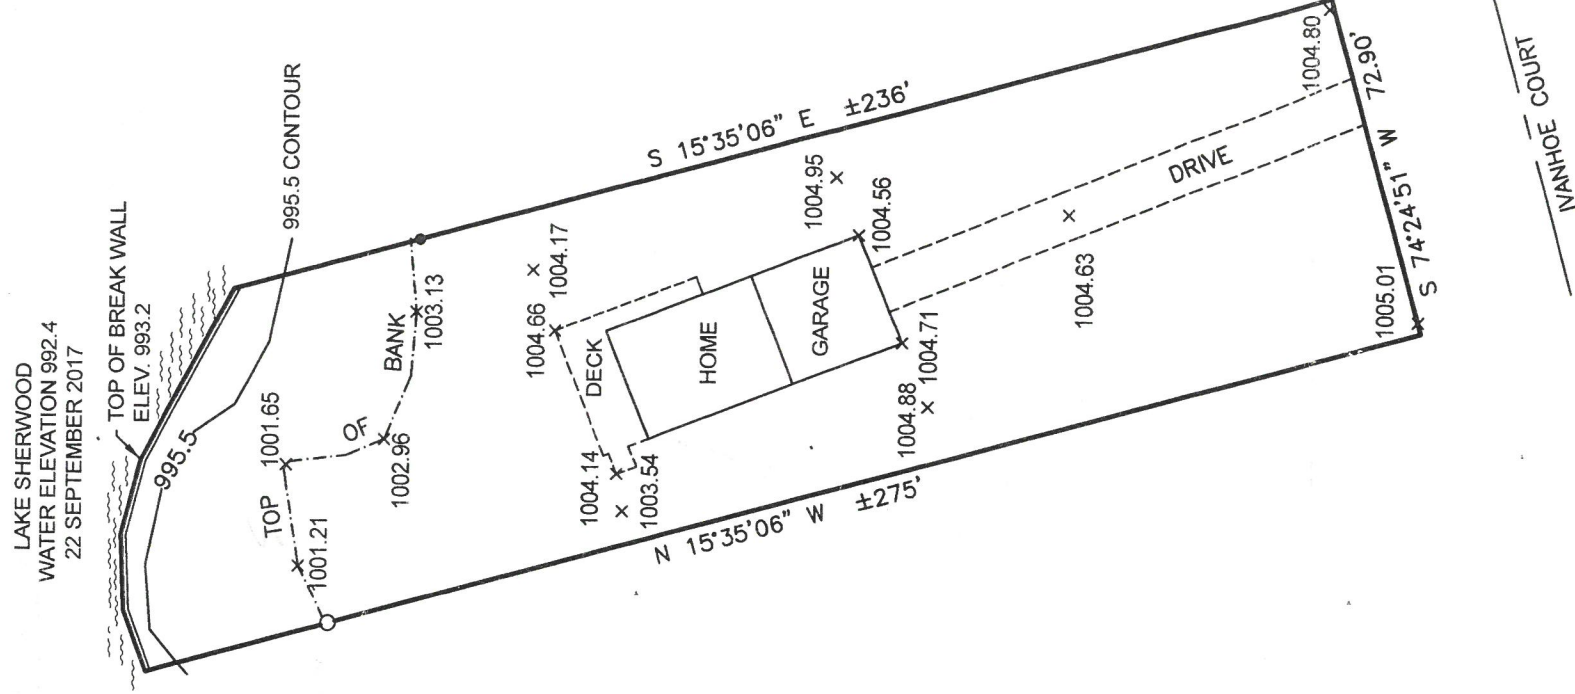 LAKE SHERWOOD
WATER ELEVATION 992.4
22 SEPTEMBER 2017
TOP OF BREAK WALL
ELEV. 993.2
995.5 CONTOUR
995.5
TOP
OF
BANK
1001.65
1001.21
1002.96
1003.13
1004.17
1004.66
DECK
HOME
GARAGE
1004.14
1003.54
1004.95
1004.56
1004.71
1004.88
1004.63
DRIVE
S 15°35'06" E ±236'
N 15°35'06" W ±275'
1004.80
1005.01
S 74°24'51" W 72.90'
IVANHOE COURT